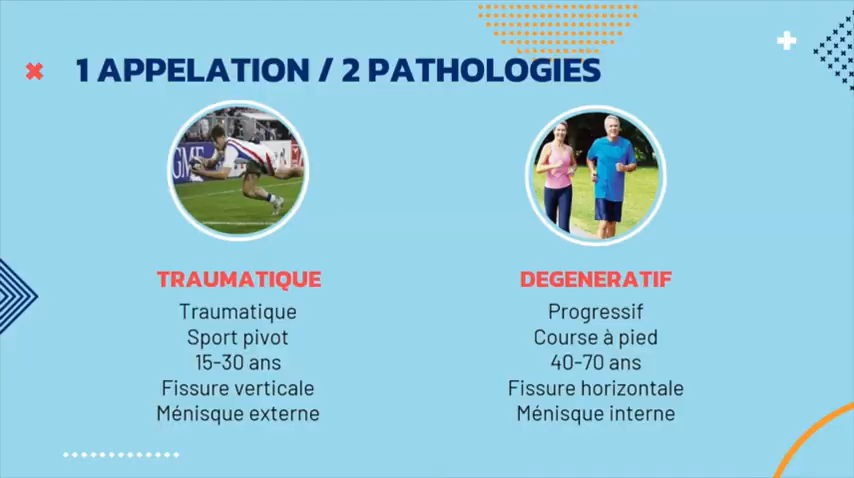 1 APPELATION / 2 PATHOLOGIES
GMF
TRAUMATIQUE
Traumatique
Sport pivot
15-30 ans
Fissure verticale
Ménisque externe
DEGENERATIF
Progressif
Course à pied
40-70 ans
Fissure horizontale
Ménisque interne